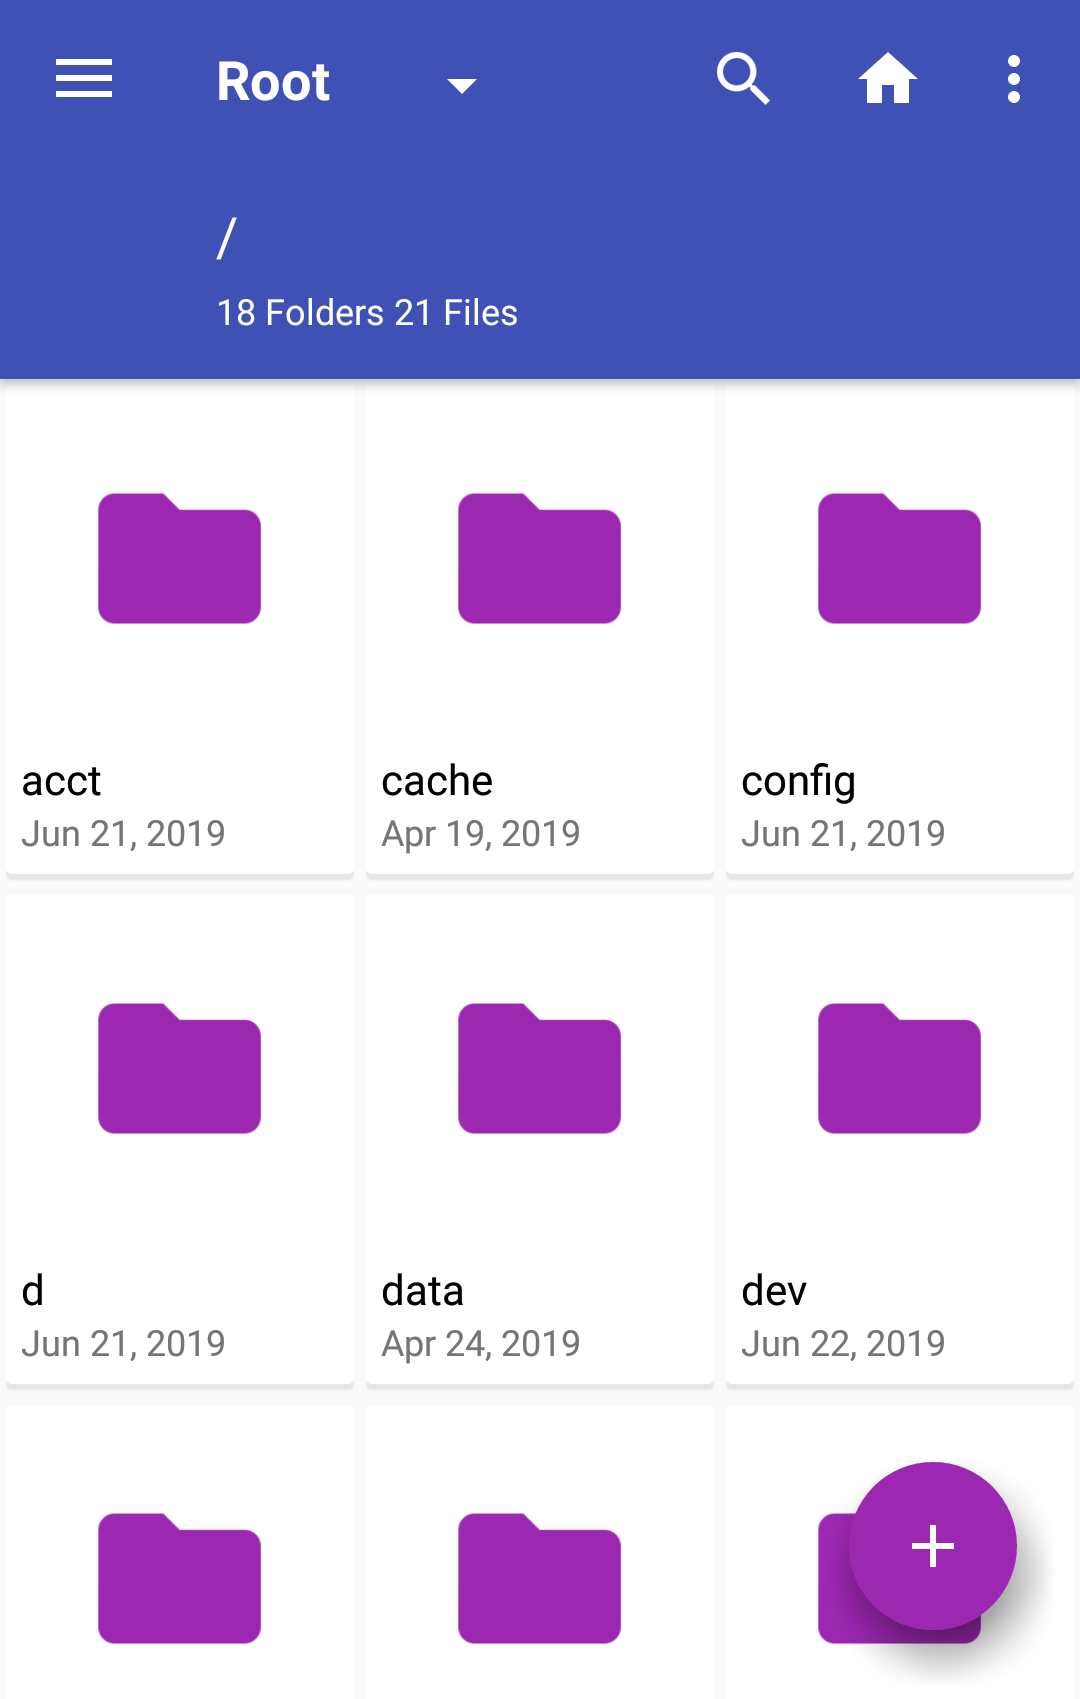 Root
/
18 Folders 21 Files
acct
Jun 21, 2019
cache
Apr 19, 2019
config
Jun 21, 2019
d
Jun 21, 2019
data
Apr 24, 2019
dev
Jun 22, 2019